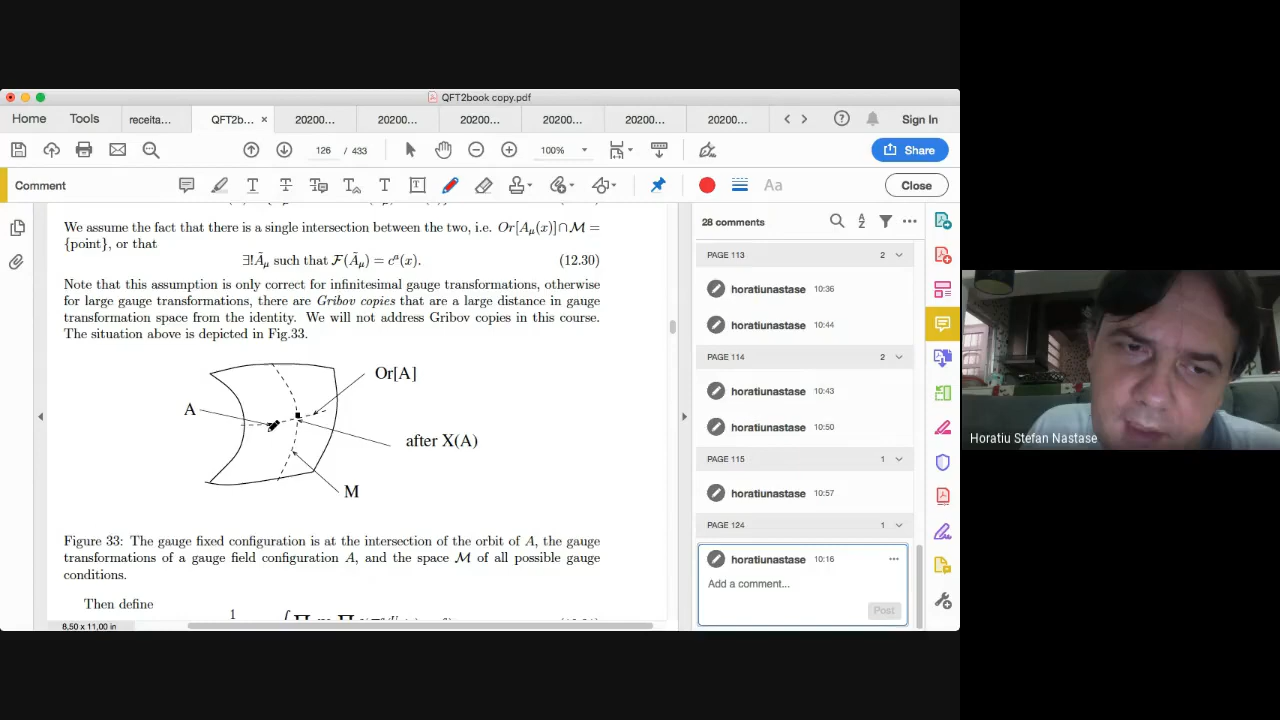 QFT2book copy.pdf
Home Tools receita... QFT2b... × 20200... 20200... 20200... 20200... 20200... 20200... Sign In
126 / 433 100% Share
Comment Close
We assume the fact that there is a single intersection between the two, i.e. Or[Aμ(x)]∩ℳ =
{point}, or that
∃!Ãμ such that ℱ(Ãμ) = cᵃ(x). (12.30)
Note that this assumption is only correct for infinitesimal gauge transformations, otherwise
for large gauge transformations, there are Gribov copies that are a large distance in gauge
transformation space from the identity. We will not address Gribov copies in this course.
The situation above is depicted in Fig.33.
Or[A]
A
after X(A)
M
Figure 33: The gauge fixed configuration is at the intersection of the orbit of A, the gauge
transformations of a gauge field configuration A, and the space ℳ of all possible gauge
conditions.
Then define
1
8,50 x 11,00 in
28 comments
PAGE 113 2
horatiunastase 10:36
horatiunastase 10:44
PAGE 114 2
horatiunastase 10:43
horatiunastase 10:50
PAGE 115 1
horatiunastase 10:57
PAGE 124 1
horatiunastase 10:16
Add a comment...
Post
Horatiu Stefan Nastase